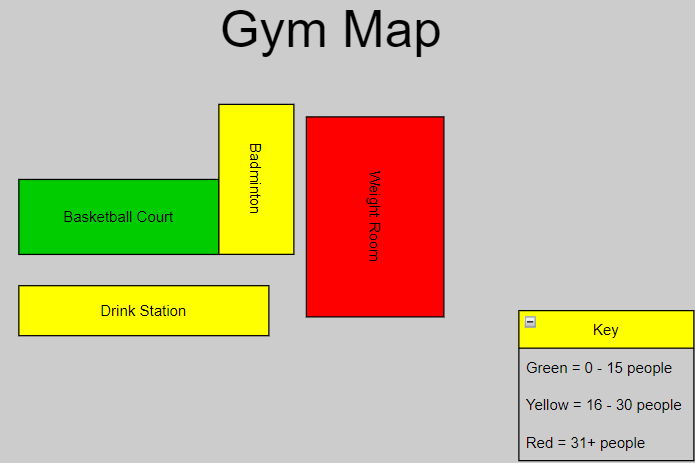 Gym Map
Badminton
Weight Room
Basketball Court
Drink Station
Key
Green = 0 - 15 people
Yellow = 16 - 30 people
Red = 31+ people